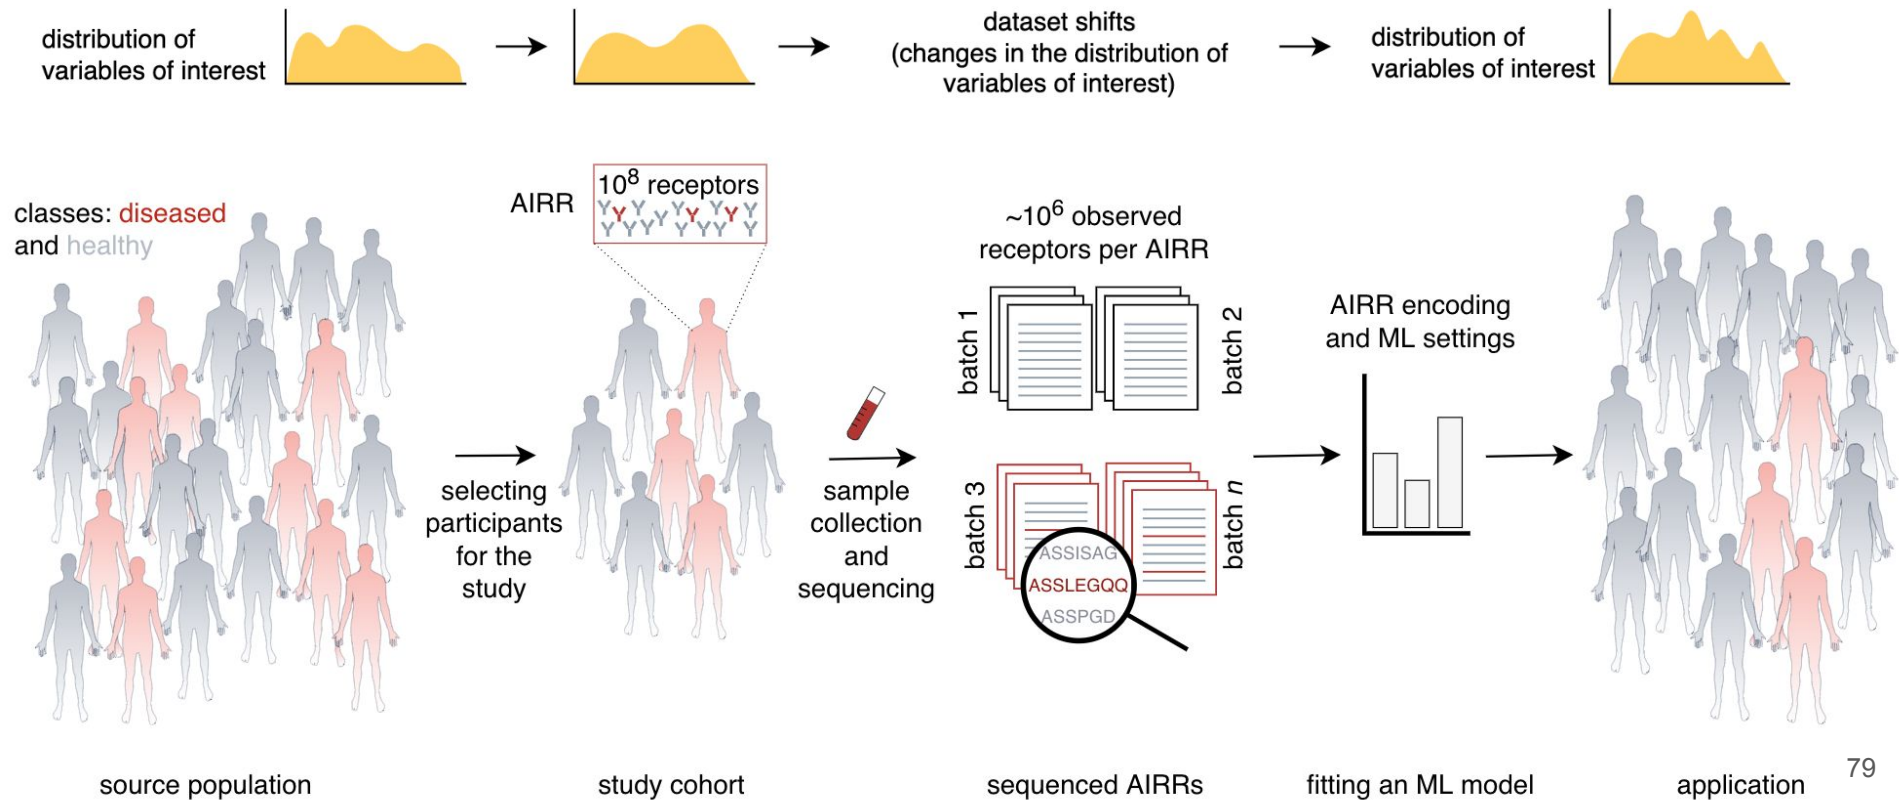 distribution of
variables of interest
dataset shifts
(changes in the distribution of
variables of interest)
distribution of
variables of interest
classes: diseased
and healthy
AIRR
10⁸ receptors
~10⁶ observed
receptors per AIRR
batch 1
batch 2
batch 3
batch n
ASSISAG
ASSLEGQQ
ASSPGD
selecting
participants
for the
study
sample
collection
and
sequencing
AIRR encoding
and ML settings
source population
study cohort
sequenced AIRRs
fitting an ML model
application
79